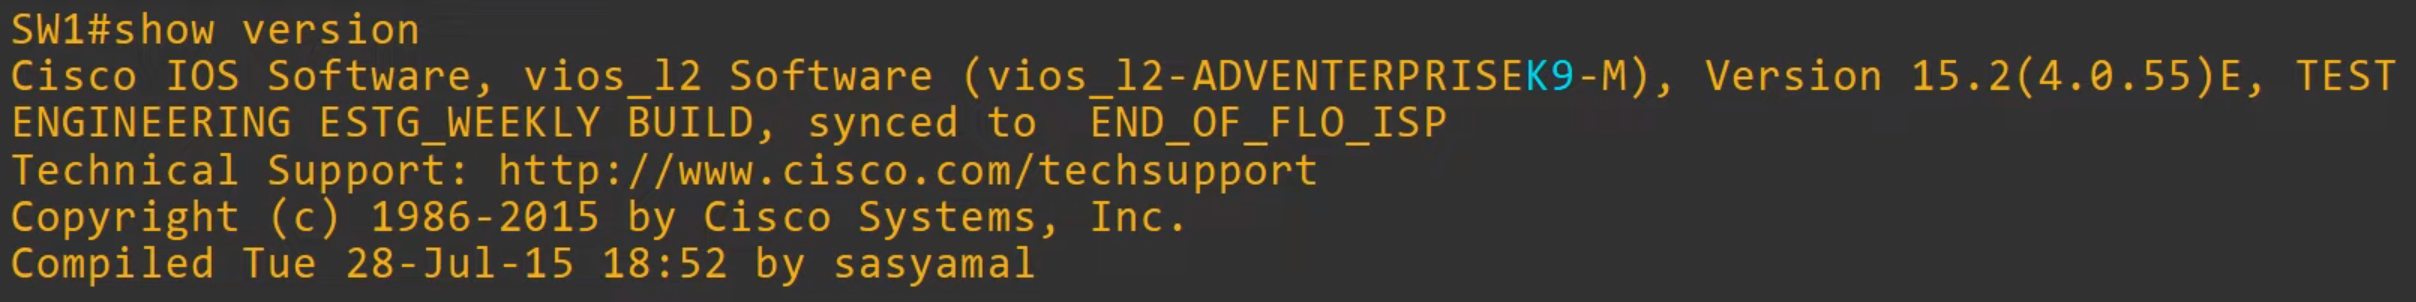 SW1#show version
Cisco IOS Software, vios_l2 Software (vios_l2-ADVENTERPRISEK9-M), Version 15.2(4.0.55)E, TEST
ENGINEERING ESTG_WEEKLY BUILD, synced to  END_OF_FLO_ISP
Technical Support: http://www.cisco.com/techsupport
Copyright (c) 1986-2015 by Cisco Systems, Inc.
Compiled Tue 28-Jul-15 18:52 by sasyamal